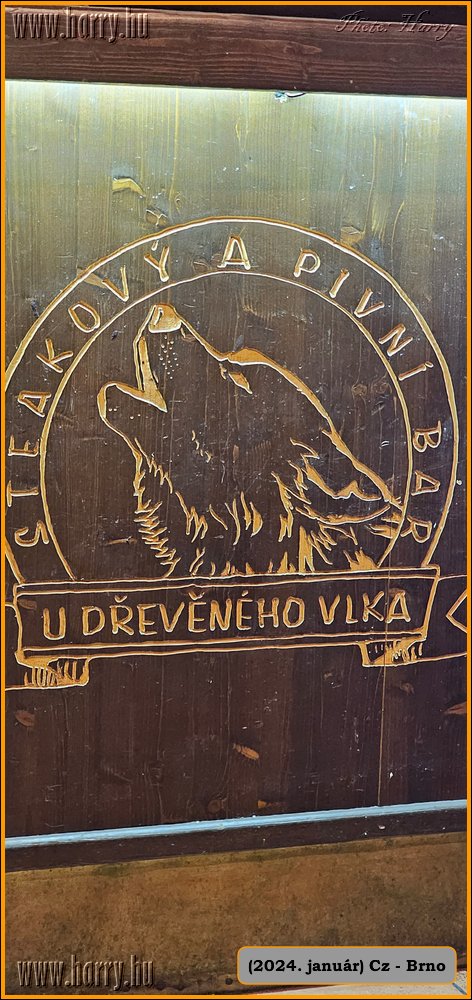 www.harry.hu
Photo: Harry
STEAKOVÝ A PIVNÍ BAR
U DŘEVĚNÉHO VLKA
www.harry.hu
(2024. január) Cz - Brno